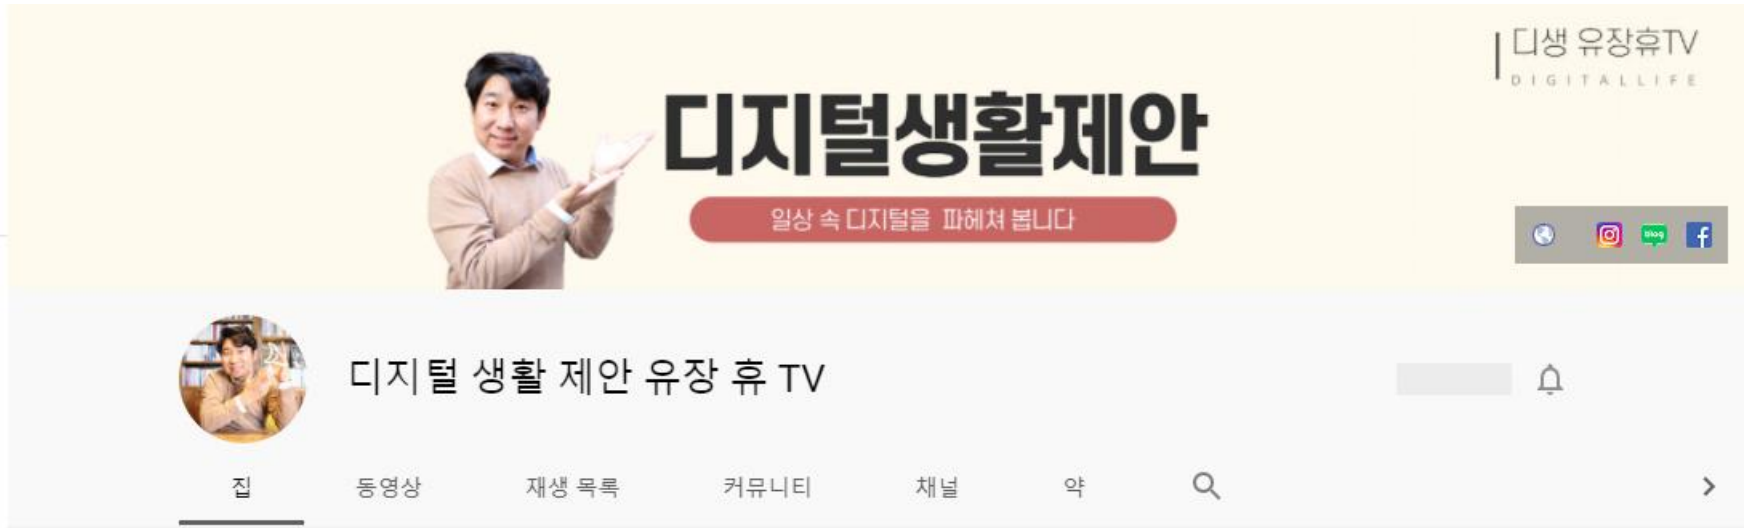 디생 유장휴TV
DIGITALLIFE
디지털생활제안
일상 속 디지털을 파헤쳐 봅니다
Blog
디지털 생활 제안 유장 휴 TV
집 동영상 재생 목록 커뮤니티 채널 약